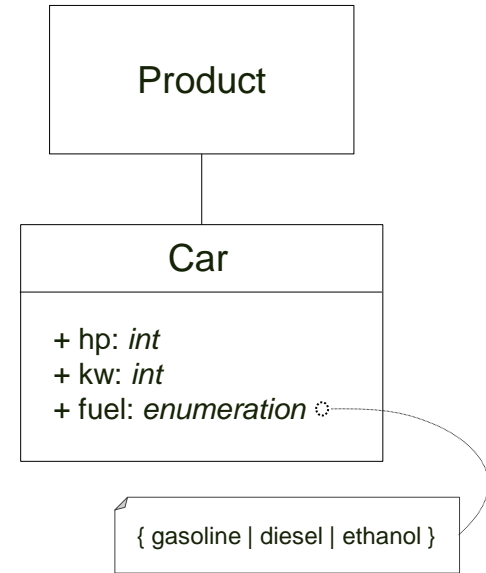 Product
Car
+ hp: int
+ kw: int
+ fuel: enumeration
{ gasoline | diesel | ethanol }